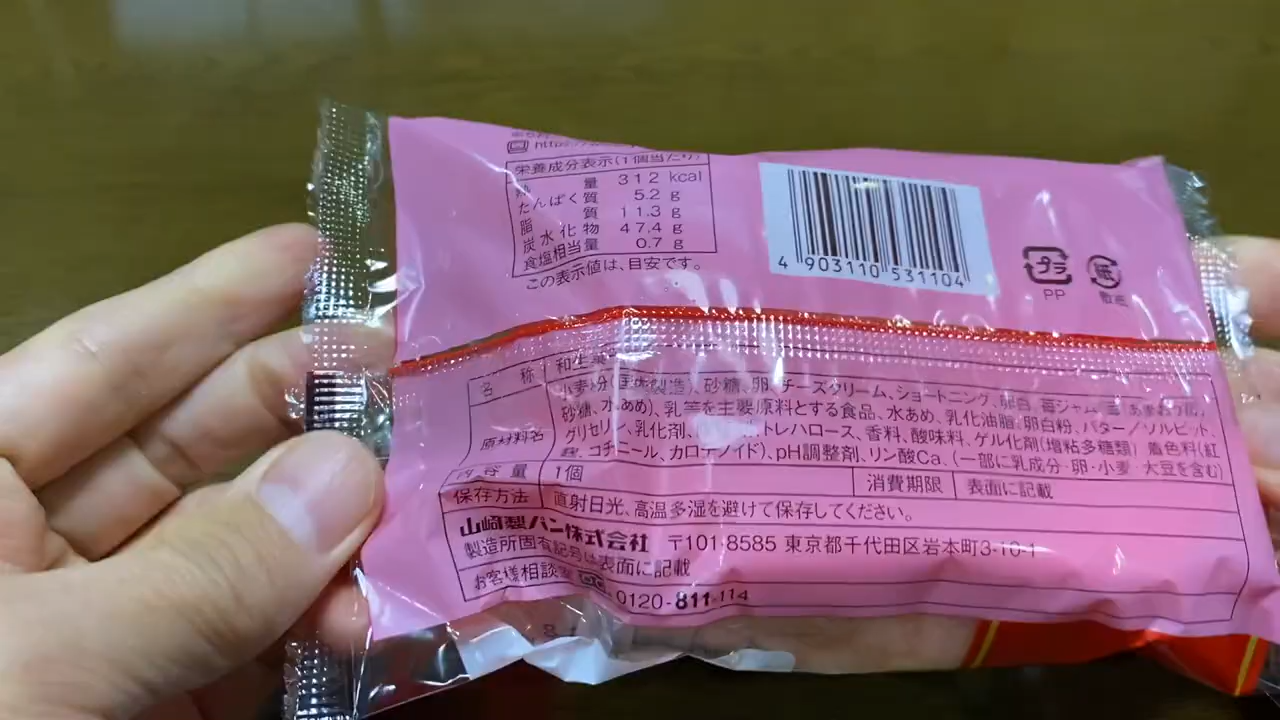 栄養成分表示(1個当たり)
熱量 312 kcal
たんぱく質 5.2 g
脂質 11.3 g
炭水化物 47.4 g
食塩相当量 0.7 g
この表示値は、目安です。
4 903110 531104
プラ
PP
紙
名称 和生菓
原材料名 小麦粉(国内製造)、砂糖、卵、チーズクリーム、ショートニング、卵白、苺ジャム
砂糖、水あめ)、乳等を主要原料とする食品、水あめ、乳化油脂、卵白粉、バター/ソルビット、
グリセリン、乳化剤、トレハロース、香料、酸味料、ゲル化剤(増粘多糖類)、着色料(紅
麹、コチニール、カロテノイド)、pH調整剤、リン酸Ca、(一部に乳成分・卵・小麦・大豆を含む)
内容量 1個 消費期限 表面に記載
保存方法 直射日光、高温多湿を避けて保存してください。
山崎製パン株式会社 〒101-8585 東京都千代田区岩本町3-10-1
製造所固有記号は表面に記載
お客様相談室 0120-811-114